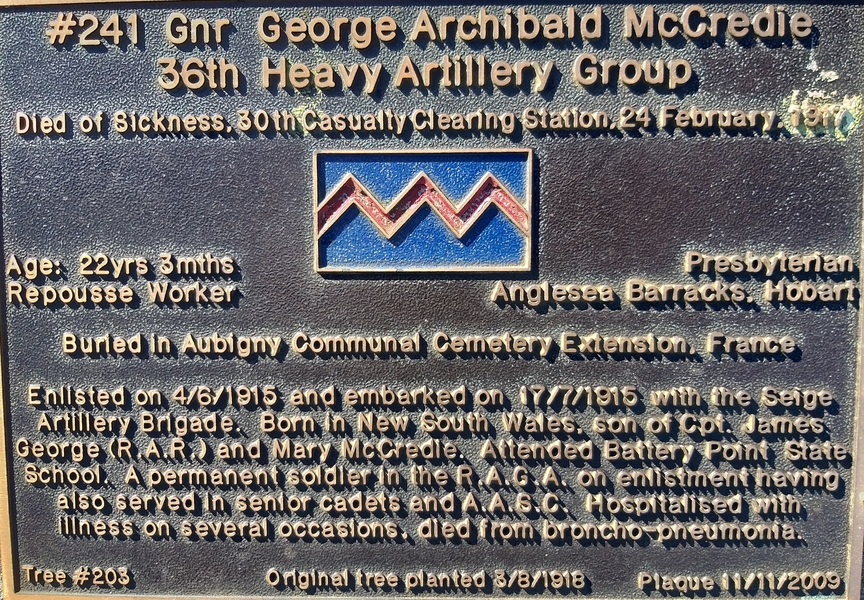 #241 Gnr George Archibald McCredie
36th Heavy Artillery Group
Died of Sickness, 30th Casualty Clearing Station, 24 February, 1917
Age: 22yrs 3mths
Presbyterian
Repousse Worker
Anglesea Barracks, Hobart
Buried in Aubigny Communal Cemetery Extension, France
Enlisted on 4/6/1915 and embarked on 17/7/1915 with the Seige
Artillery Brigade. Born in New South Wales, son of Cpt. James
George (R.A.R.) and Mary McCredie. Attended Battery Point State
School. A permanent soldier in the R.A.G.A. on enlistment having
also served in senior cadets and A.A.S.C. Hospitalised with
illness on several occasions, died from broncho-pneumonia.
Tree #203
Original tree planted 3/8/1918
Plaque 11/11/2009